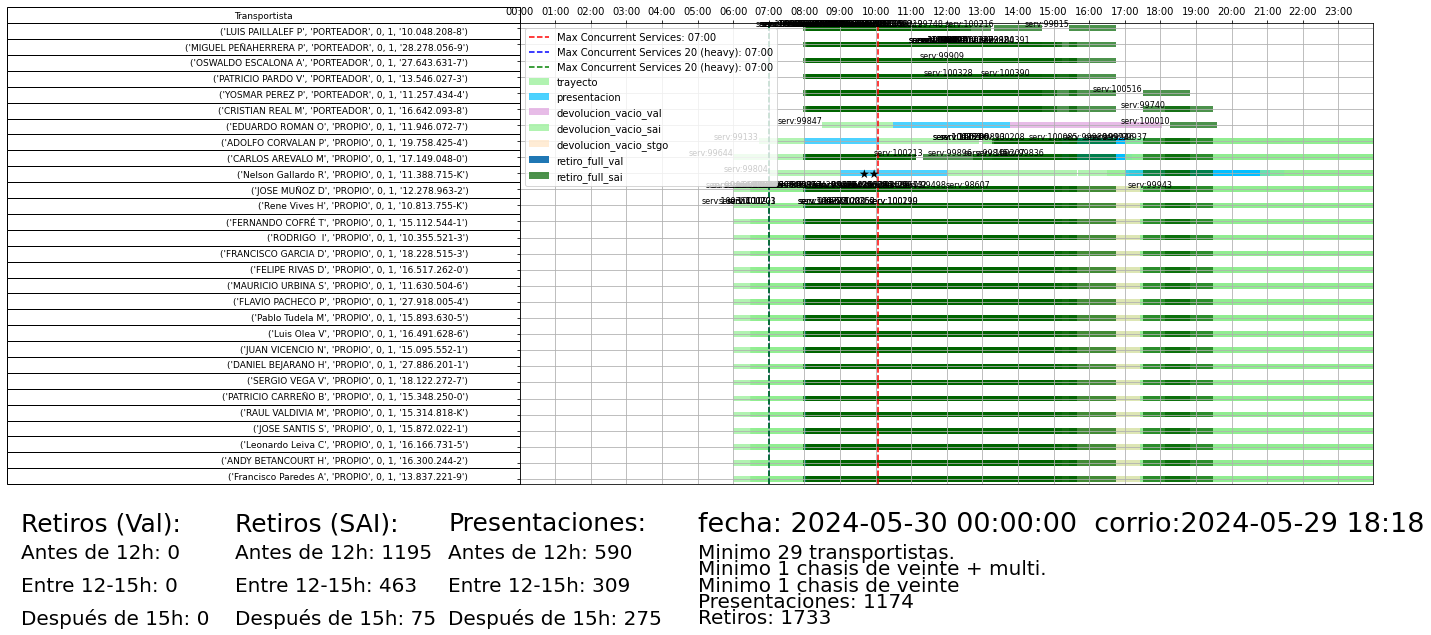 Transportista
00:00 01:00 02:00 03:00 04:00 05:00 06:00 07:00 08:00 09:00 10:00 11:00 12:00 13:00 14:00 15:00 16:00 17:00 18:00 19:00 20:00 21:00 22:00 23:00
('LUIS PAILLALEF P', 'PORTEADOR', 0, 1, '10.048.208-8')
('MIGUEL PEÑAHERRERA P', 'PORTEADOR', 0, 1, '28.278.056-9')
('OSWALDO ESCALONA A', 'PORTEADOR', 0, 1, '27.643.631-7')
('PATRICIO PARDO V', 'PORTEADOR', 0, 1, '13.546.027-3')
('YOSMAR PEREZ P', 'PORTEADOR', 0, 1, '11.257.434-4')
('CRISTIAN REAL M', 'PORTEADOR', 0, 1, '16.642.093-8')
('EDUARDO ROMAN O', 'PROPIO', 0, 1, '11.946.072-7')
('ADOLFO CORVALAN P', 'PROPIO', 0, 1, '19.758.425-4')
('CARLOS AREVALO M', 'PROPIO', 0, 1, '17.149.048-0')
('Nelson Gallardo R', 'PROPIO', 0, 1, '11.388.715-K')
('JOSE MUÑOZ D', 'PROPIO', 0, 1, '12.278.963-2')
('Rene Vives H', 'PROPIO', 0, 1, '10.813.755-K')
('FERNANDO COFRÉ T', 'PROPIO', 0, 1, '15.112.544-1')
('RODRIGO  I', 'PROPIO', 0, 1, '10.355.521-3')
('FRANCISCO GARCIA D', 'PROPIO', 0, 1, '18.228.515-3')
('FELIPE RIVAS D', 'PROPIO', 0, 1, '16.517.262-0')
('MAURICIO URBINA S', 'PROPIO', 0, 1, '11.630.504-6')
('FLAVIO PACHECO P', 'PROPIO', 0, 1, '27.918.005-4')
('Pablo Tudela M', 'PROPIO', 0, 1, '15.893.630-5')
('Luis Olea V', 'PROPIO', 0, 1, '16.491.628-6')
('JUAN VICENCIO N', 'PROPIO', 0, 1, '15.095.552-1')
('DANIEL BEJARANO H', 'PROPIO', 0, 1, '27.886.201-1')
('SERGIO VEGA V', 'PROPIO', 0, 1, '18.122.272-7')
('PATRICIO CARREÑO B', 'PROPIO', 0, 1, '15.348.250-0')
('RAUL VALDIVIA M', 'PROPIO', 0, 1, '15.314.818-K')
('JOSE SANTIS S', 'PROPIO', 0, 1, '15.872.022-1')
('Leonardo Leiva C', 'PROPIO', 0, 1, '16.166.731-5')
('ANDY BETANCOURT H', 'PROPIO', 0, 1, '16.300.244-2')
('Francisco Paredes A', 'PROPIO', 0, 1, '13.837.221-9')
Max Concurrent Services: 07:00
Max Concurrent Services 20 (heavy): 07:00
Max Concurrent Services 20 (heavy): 07:00
trayecto
presentacion
devolucion_vacio_val
devolucion_vacio_sai
devolucion_vacio_stgo
retiro_full_val
retiro_full_sai
serv:100216 serv:99815
serv:99909
serv:100328 serv:100390
serv:100516
serv:99740
serv:99847 serv:100010
serv:99133
serv:99644 serv:100213
serv:99804
serv:98607 serv:99943
Retiros (Val):
Antes de 12h: 0
Entre 12-15h: 0
Después de 15h: 0
Retiros (SAI):
Antes de 12h: 1195
Entre 12-15h: 463
Después de 15h: 75
Presentaciones:
Antes de 12h: 590
Entre 12-15h: 309
Después de 15h: 275
fecha: 2024-05-30 00:00:00  corrio:2024-05-29 18:18
Minimo 29 transportistas.
Minimo 1 chasis de veinte + multi.
Minimo 1 chasis de veinte
Presentaciones: 1174
Retiros: 1733